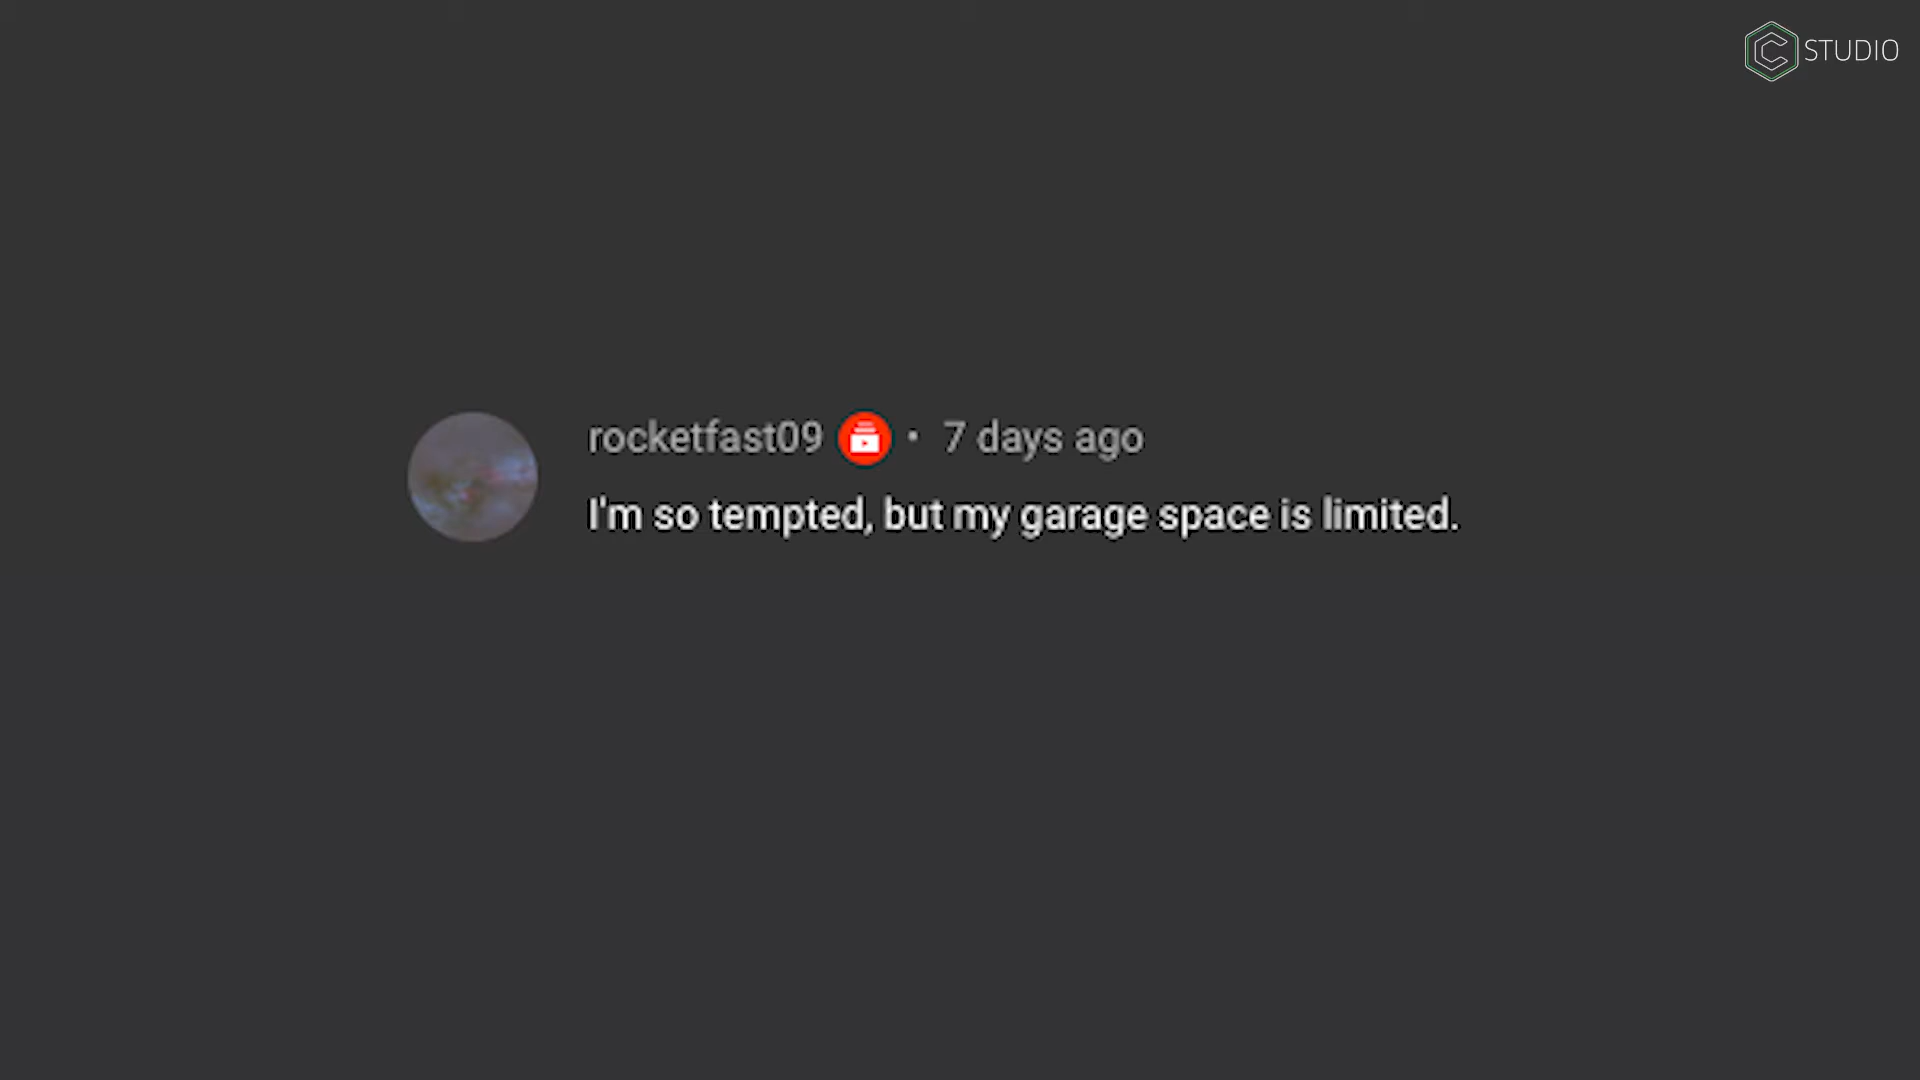 STUDIO
rocketfast09 • 7 days ago
I'm so tempted, but my garage space is limited.